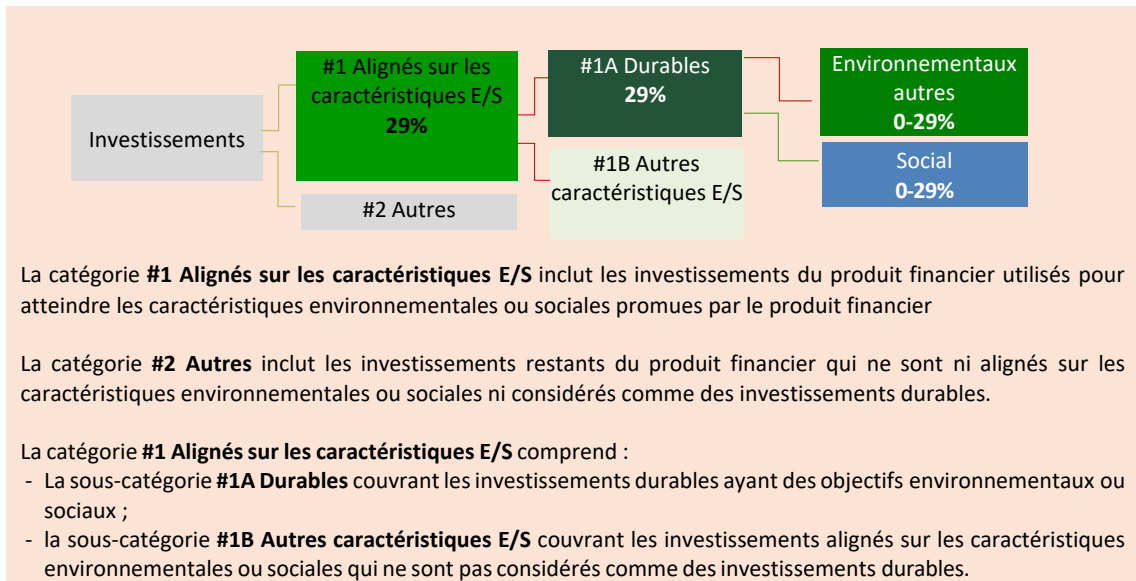 Investissements
#1 Alignés sur les
caractéristiques E/S
29%
#2 Autres
#1A Durables
29%
#1B Autres
caractéristiques E/S
Environnementaux
autres
0-29%
Social
0-29%
La catégorie #1 Alignés sur les caractéristiques E/S inclut les investissements du produit financier utilisés pour
atteindre les caractéristiques environnementales ou sociales promues par le produit financier
La catégorie #2 Autres inclut les investissements restants du produit financier qui ne sont ni alignés sur les
caractéristiques environnementales ou sociales ni considérés comme des investissements durables.
La catégorie #1 Alignés sur les caractéristiques E/S comprend :
- La sous-catégorie #1A Durables couvrant les investissements durables ayant des objectifs environnementaux ou
sociaux ;
- la sous-catégorie #1B Autres caractéristiques E/S couvrant les investissements alignés sur les caractéristiques
environnementales ou sociales qui ne sont pas considérés comme des investissements durables.